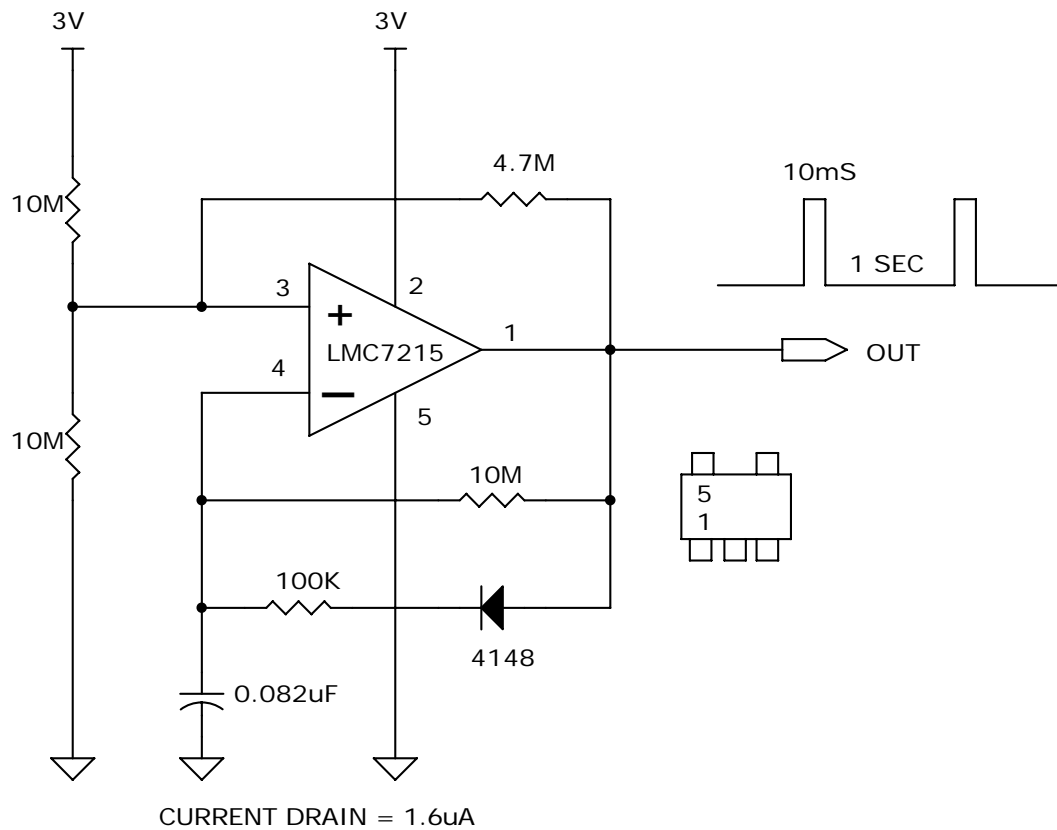 3V
3V
4.7M
10mS
10M
1 SEC
3
2
+
LMC7215
1
OUT
4
−
5
10M
10M
5
1
100K
4148
0.082uF
CURRENT DRAIN = 1.6uA